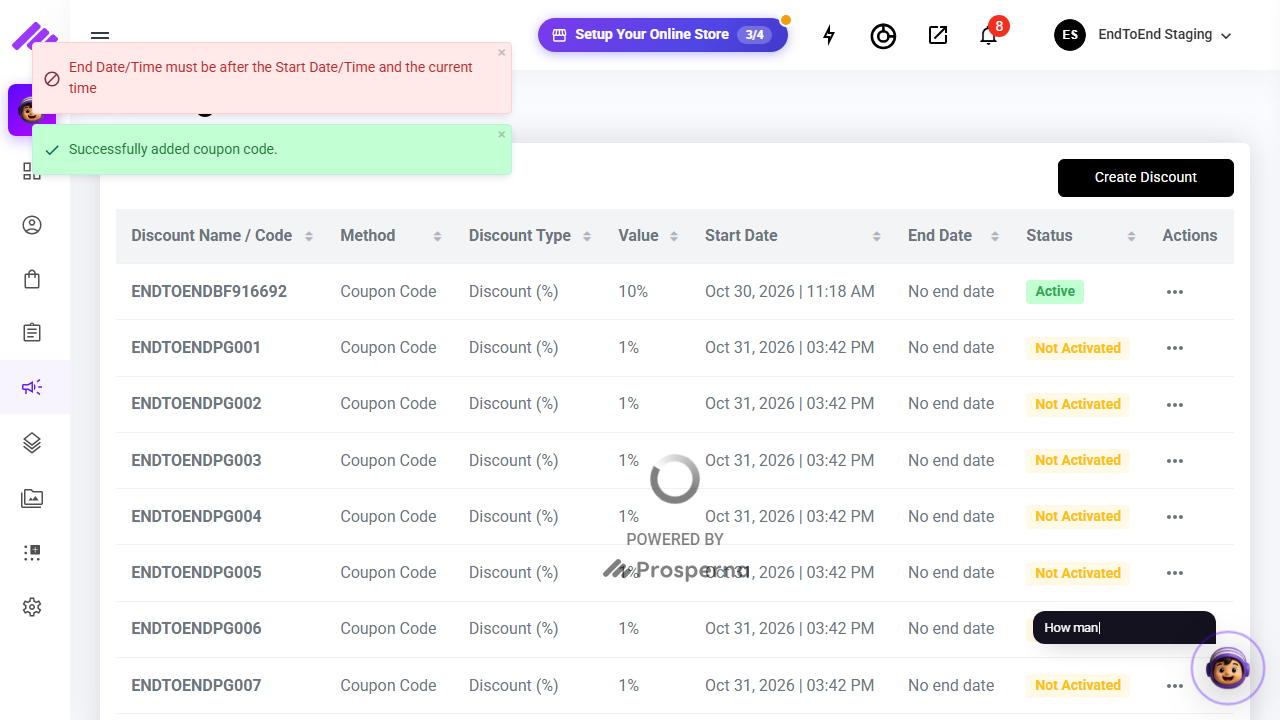 Setup Your Online Store 3/4
8
ES EndToEnd Staging
End Date/Time must be after the Start Date/Time and the current
time
×
Successfully added coupon code.
×
Create Discount
Discount Name / Code Method Discount Type Value Start Date End Date Status Actions
ENDTOENDBF916692 Coupon Code Discount (%) 10% Oct 30, 2026 | 11:18 AM No end date Active
ENDTOENDPG001 Coupon Code Discount (%) 1% Oct 31, 2026 | 03:42 PM No end date Not Activated
ENDTOENDPG002 Coupon Code Discount (%) 1% Oct 31, 2026 | 03:42 PM No end date Not Activated
ENDTOENDPG003 Coupon Code Discount (%) 1% Oct 31, 2026 | 03:42 PM No end date Not Activated
ENDTOENDPG004 Coupon Code Discount (%) 1% Oct 31, 2026 | 03:42 PM No end date Not Activated
POWERED BY
Prosperna
ENDTOENDPG005 Coupon Code Discount (%) 1% Oct 31, 2026 | 03:42 PM No end date Not Activated
ENDTOENDPG006 Coupon Code Discount (%) 1% Oct 31, 2026 | 03:42 PM No end date
How man
ENDTOENDPG007 Coupon Code Discount (%) 1% Oct 31, 2026 | 03:42 PM No end date Not Activated